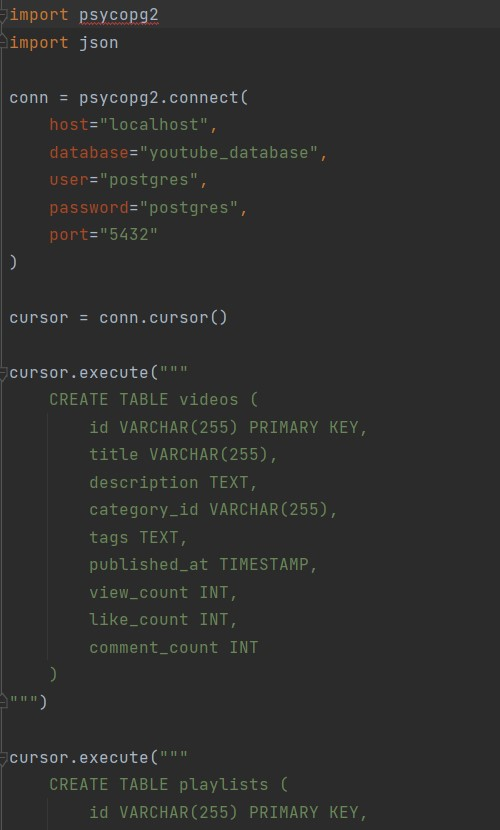 import psycopg2
import json
conn = psycopg2.connect(
host="localhost",
database="youtube_database",
user="postgres",
password="postgres",
port="5432"
)
cursor = conn.cursor()
cursor.execute("""
CREATE TABLE videos (
id VARCHAR(255) PRIMARY KEY,
title VARCHAR(255),
description TEXT,
category_id VARCHAR(255),
tags TEXT,
published_at TIMESTAMP,
view_count INT,
like_count INT,
comment_count INT
)
""")
cursor.execute("""
CREATE TABLE playlists (
id VARCHAR(255) PRIMARY KEY,